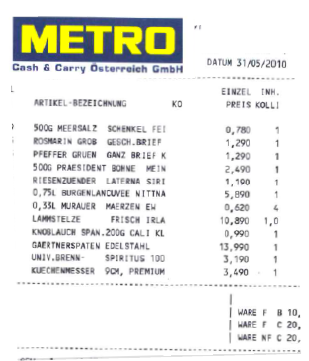 METRO
Cash & Carry Österreich GmbH
DATUM 31/05/2010
EINZEL INH.
ARTIKEL-BEZEICHNUNG KO PREIS KOLLI
500G MEERSALZ SCHENKEL FEI 0,780 1
ROSMARIN GROB GESCH.BRIEF 1,290 1
PFEFFER GRUEN GANZ BRIEF K 1,290 1
500G PRAESIDENT BOHNE MEIN 2,490 1
RIESENZUENDER LATERNA SIRI 1,190 1
0,75L BURGENLANCUVEE NITTNA 5,890 1
0,33L MURAUER MAERZEN EW 0,620 4
LAMMSTELZE FRISCH IRLA 10,890 1,0
KNOBLAUCH SPAN.200G CALI KL 0,990 1
GAERTNERSPATEN EDELSTAHL 13,990 1
UNIV.BRENN- SPIRITUS 100 3,190 1
KUECHENMESSER 9CM, PREMIUM 3,490 1
WARE F B 10,
WARE F C 20,
WARE NF C 20,